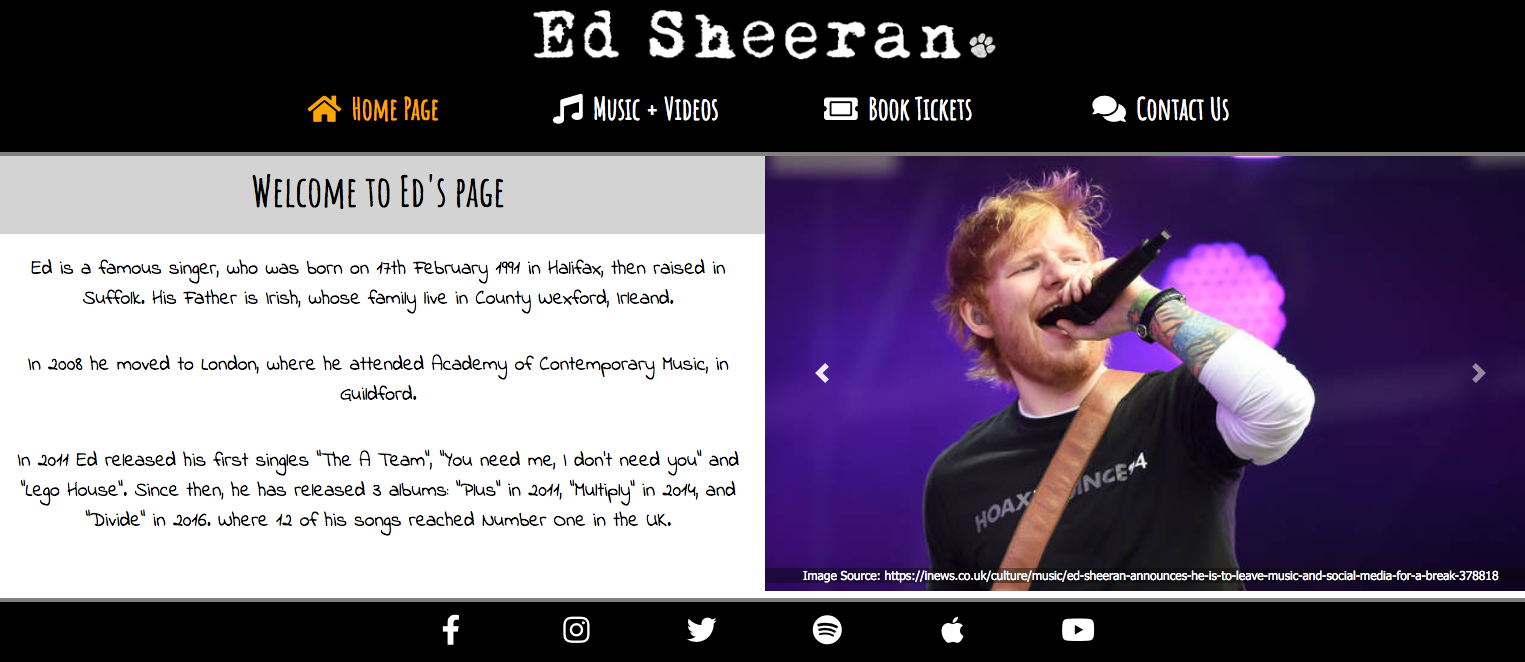 Ed Sheeran
Home Page
Music + Videos
Book Tickets
Contact Us
Welcome to Ed's page
Ed is a famous singer, who was born on 17th February 1991 in Halifax, then raised in
Suffolk. His Father is Irish, whose family live in County Wexford, Irleand.
In 2008 he moved to London, where he attended Academy of Contemporary Music, in
Guildford.
In 2011 Ed released his first singles "The A Team", "You need me, I don't need you" and
"Lego House". Since then, he has released 3 albums: "Plus" in 2011, "Multiply" in 2014, and
"Divide" in 2016. Where 12 of his songs reached Number One in the UK.
HOAX SINCE14
Image Source: https://inews.co.uk/culture/music/ed-sheeran-announces-he-is-to-leave-music-and-social-media-for-a-break-378818